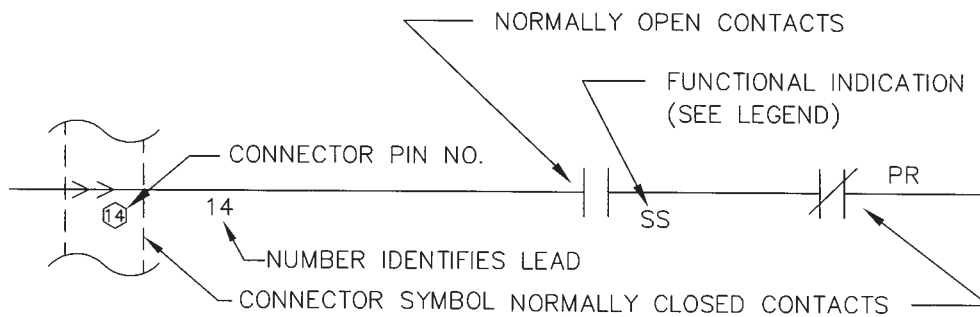 NORMALLY OPEN CONTACTS
FUNCTIONAL INDICATION
(SEE LEGEND)
CONNECTOR PIN NO.
PR
14
14
SS
NUMBER IDENTIFIES LEAD
CONNECTOR SYMBOL
NORMALLY CLOSED CONTACTS